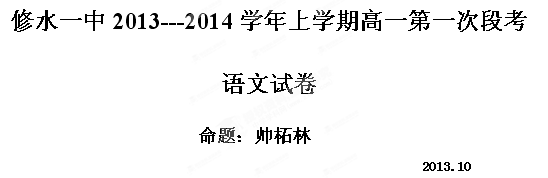 修水一中 2013---2014 学年上学期高一第一次段考
语文试卷
命题：帅柘林
2013.10